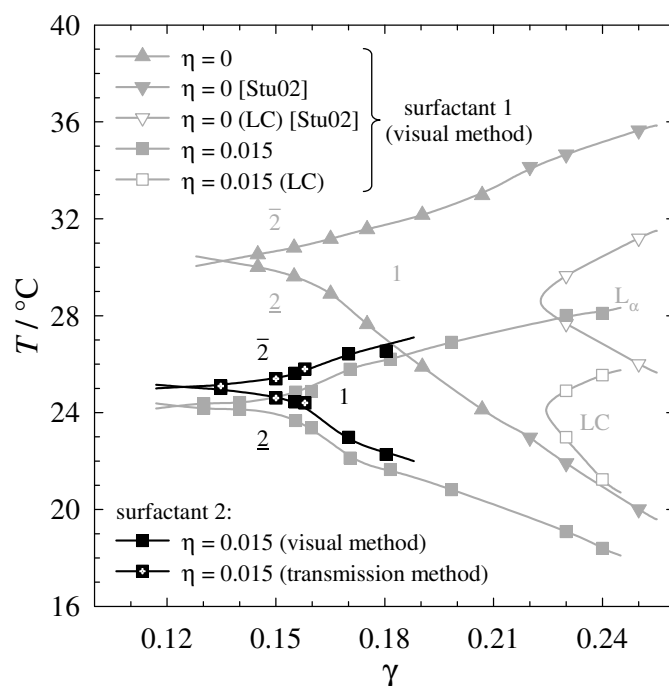 40
36
32
28
24
20
16
T / °C
η = 0
η = 0 [Stu02]
η = 0 (LC) [Stu02]
η = 0.015
η = 0.015 (LC)
surfactant 1
(visual method)
2̅
1
2̲
Lα
2̅
1
LC
2̲
surfactant 2:
η = 0.015 (visual method)
η = 0.015 (transmission method)
0.12 0.15 0.18 0.21 0.24
γ